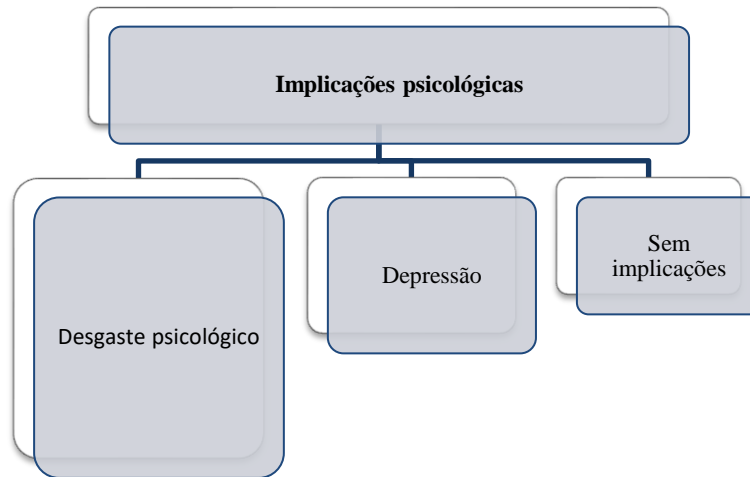 Implicações psicológicas
Desgaste psicológico
Depressão
Sem
implicações